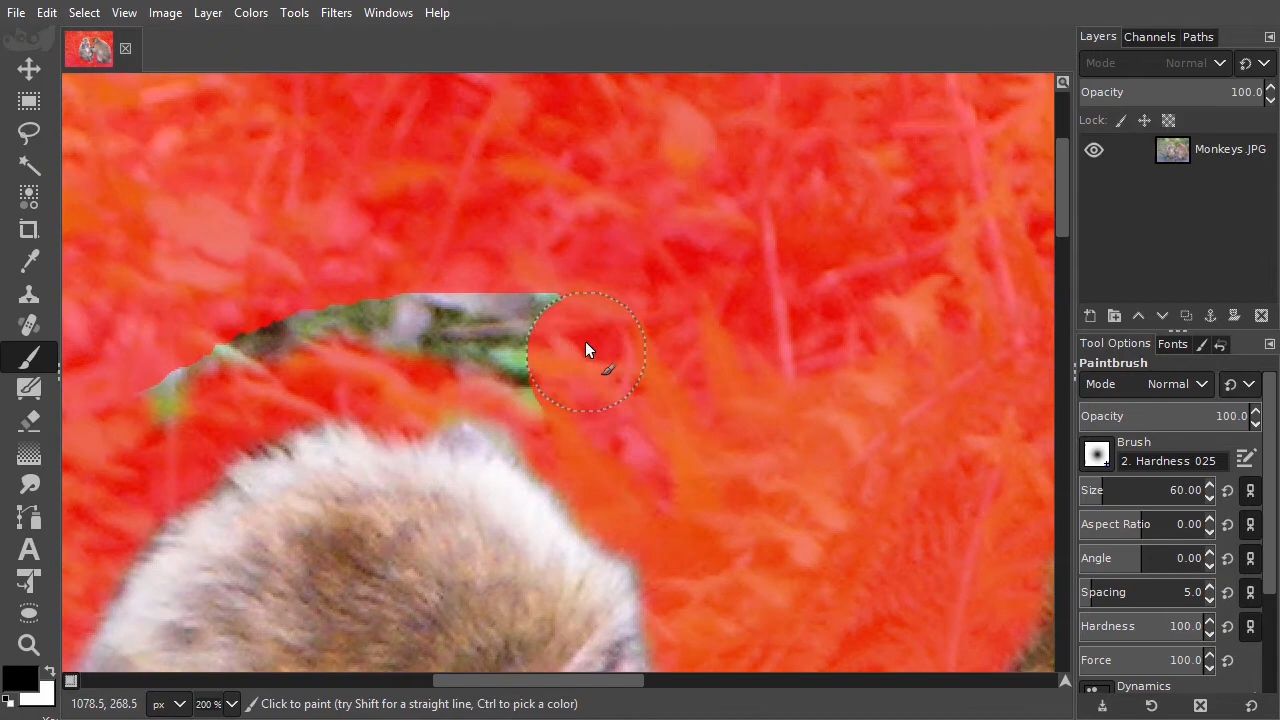 File Edit Select View Image Layer Colors Tools Filters Windows Help
Layers Channels Paths
Mode Normal
Opacity 100.0
Lock:
Monkeys.JPG
Tool Options Fonts
Paintbrush
Mode Normal
Opacity 100.0
Brush
2. Hardness 025
Size 60.00
Aspect Ratio 0.00
Angle 0.00
Spacing 5.0
Hardness 100.0
Force 100.0
Dynamics
1078.5, 268.5 px 200 % Click to paint (try Shift for a straight line, Ctrl to pick a color)